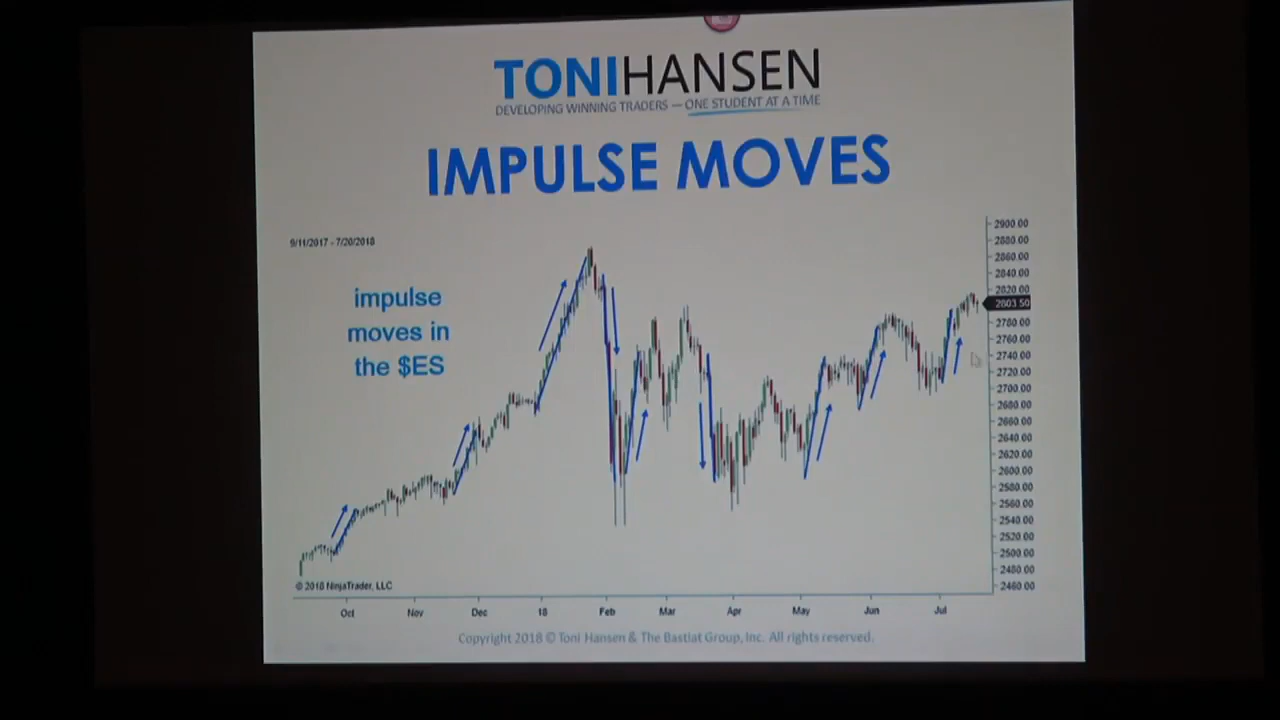 TONIHANSEN
DEVELOPING WINNING TRADERS — ONE STUDENT AT A TIME
IMPULSE MOVES
9/11/2017 - 7/20/2018
impulse
moves in
the $ES
2900.00
2880.00
2860.00
2840.00
2820.00
2803.50
2780.00
2760.00
2740.00
2720.00
2700.00
2680.00
2660.00
2640.00
2620.00
2600.00
2580.00
2560.00
2540.00
2520.00
2500.00
2480.00
2460.00
© 2018 NinjaTrader, LLC
Oct Nov Dec 18 Feb Mar Apr May Jun Jul
Copyright 2018 © Toni Hansen & The Bastiat Group, Inc. All rights reserved.